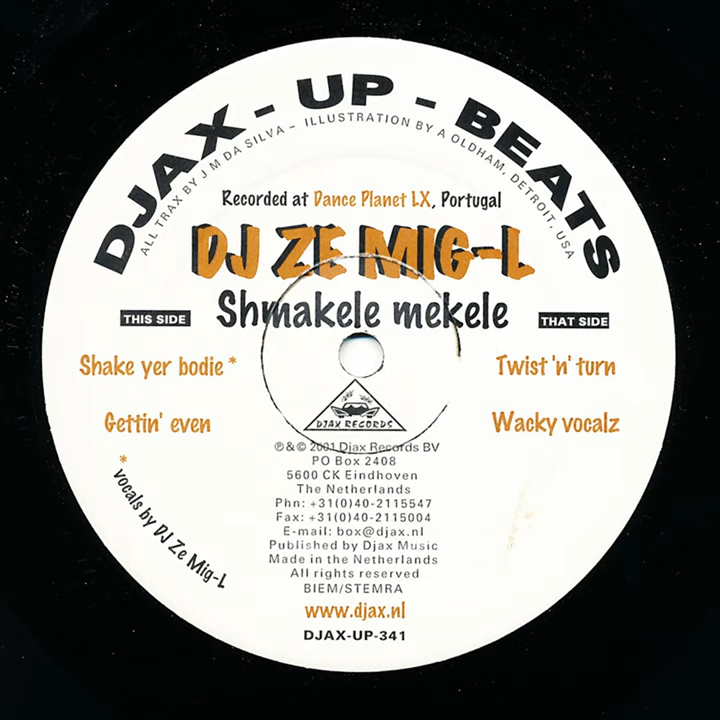 DJAX - UP - BEATS
ALL TRAX BY J M DA SILVA – ILLUSTRATION BY A OLDHAM, DETROIT, USA
Recorded at Dance Planet LX, Portugal
DJ ZE MIG-L
Shmakele mekele
THIS SIDE
Shake yer bodie *
Gettin' even
* vocals by DJ Ze Mig-L
THAT SIDE
Twist 'n' turn
Wacky vocalz
DJAX RECORDS
℗ & © 2001 Djax Records BV
PO Box 2408
5600 CK Eindhoven
The Netherlands
Phn: +31(0)40-2115547
Fax: +31(0)40-2115004
E-mail: box@djax.nl
Published by Djax Music
Made in the Netherlands
All rights reserved
BIEM/STEMRA
www.djax.nl
DJAX-UP-341